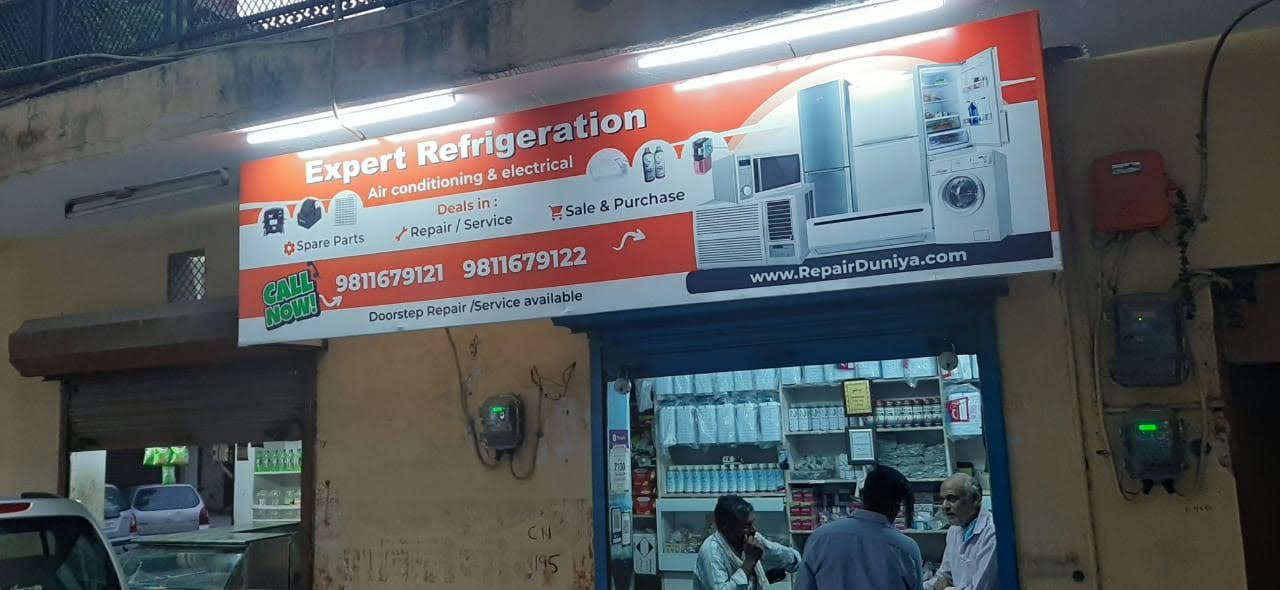 Expert Refrigeration
Air conditioning & electrical
Deals in :
Spare Parts
Repair / Service
Sale & Purchase
CALL NOW!
9811679121 9811679122
Doorstep Repair /Service available
www.RepairDuniya.com
CN
195